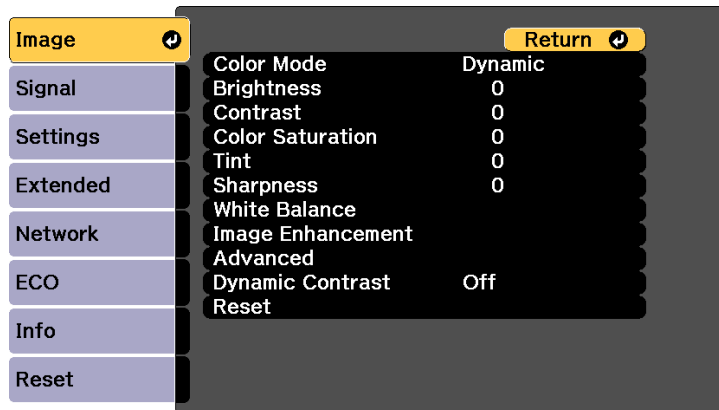 Image
Signal
Settings
Extended
Network
ECO
Info
Reset
Return
Color Mode Dynamic
Brightness 0
Contrast 0
Color Saturation 0
Tint 0
Sharpness 0
White Balance
Image Enhancement
Advanced
Dynamic Contrast Off
Reset